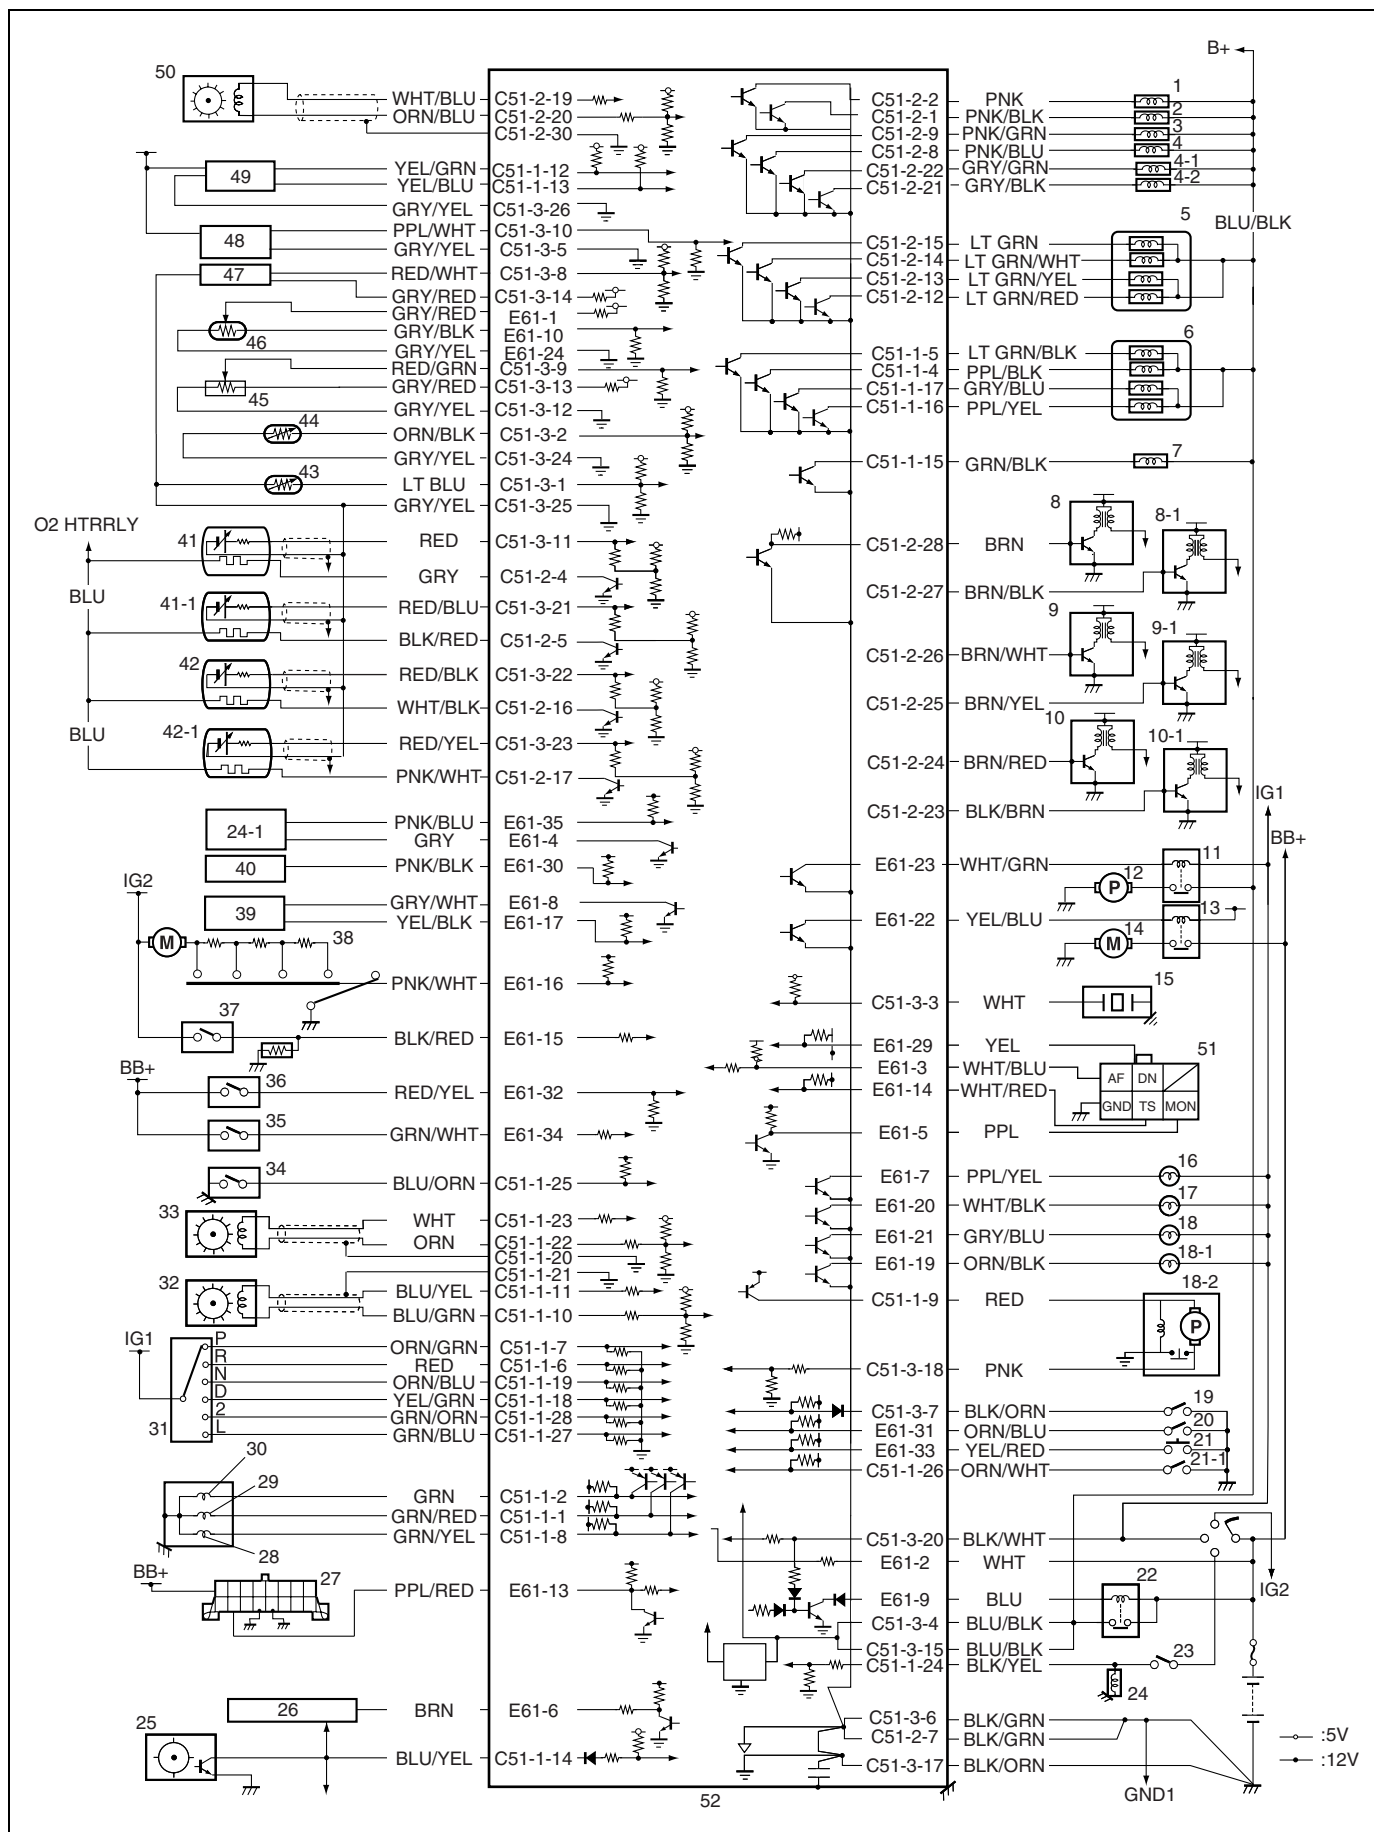 B+
50
WHT/BLU C51-2-19
ORN/BLU C51-2-20
C51-2-30
49
YEL/GRN C51-1-12
YEL/BLU C51-1-13
GRY/YEL C51-3-26
48
PPL/WHT C51-3-10
GRY/YEL C51-3-5
47
RED/WHT C51-3-8
GRY/RED C51-3-14
GRY/RED E61-1
46
GRY/BLK E61-10
GRY/YEL E61-24
RED/GRN C51-3-9
45
GRY/RED C51-3-13
GRY/YEL C51-3-12
44
ORN/BLK C51-3-2
GRY/YEL C51-3-24
43
LT BLU C51-3-1
GRY/YEL C51-3-25
O2 HTRRLY
BLU
41
RED C51-3-11
GRY C51-2-4
41-1
RED/BLU C51-3-21
BLK/RED C51-2-5
42
RED/BLK C51-3-22
WHT/BLK C51-2-16
BLU
42-1
RED/YEL C51-3-23
PNK/WHT C51-2-17
24-1
PNK/BLU E61-35
GRY E61-4
40
PNK/BLK E61-30
IG2
39
GRY/WHT E61-8
YEL/BLK E61-17
M
38
PNK/WHT E61-16
37
BLK/RED E61-15
BB+
36
RED/YEL E61-32
35
GRN/WHT E61-34
34
BLU/ORN C51-1-25
33
WHT C51-1-23
ORN C51-1-22
C51-1-20
C51-1-21
32
BLU/YEL C51-1-11
BLU/GRN C51-1-10
IG1
31
P ORN/GRN C51-1-7
R RED C51-1-6
N ORN/BLU C51-1-19
D YEL/GRN C51-1-18
2 GRN/ORN C51-1-28
L GRN/BLU C51-1-27
30
29
28
GRN C51-1-2
GRN/RED C51-1-1
GRN/YEL C51-1-8
BB+
27
PPL/RED E61-13
26
BRN E61-6
25
BLU/YEL C51-1-14
52
C51-2-2 PNK 1
C51-2-1 PNK/BLK 2
C51-2-9 PNK/GRN 3
C51-2-8 PNK/BLU 4
C51-2-22 GRY/GRN 4-1
C51-2-21 GRY/BLK 4-2
BLU/BLK
5
C51-2-15 LT GRN
C51-2-14 LT GRN/WHT
C51-2-13 LT GRN/YEL
C51-2-12 LT GRN/RED
6
C51-1-5 LT GRN/BLK
C51-1-4 PPL/BLK
C51-1-17 GRY/BLU
C51-1-16 PPL/YEL
C51-1-15 GRN/BLK 7
C51-2-28 BRN 8
8-1
C51-2-27 BRN/BLK
9
C51-2-26 BRN/WHT
9-1
C51-2-25 BRN/YEL
10
C51-2-24 BRN/RED
10-1
C51-2-23 BLK/BRN
IG1
BB+
E61-23 WHT/GRN 11
12
P
E61-22 YEL/BLU 13
14
M
C51-3-3 WHT 15
E61-29 YEL 51
E61-3 WHT/BLU
E61-14 WHT/RED
AF DN
GND TS MON
E61-5 PPL
E61-7 PPL/YEL 16
E61-20 WHT/BLK 17
E61-21 GRY/BLU 18
E61-19 ORN/BLK 18-1
C51-1-9 RED 18-2
P
C51-3-18 PNK
C51-3-7 BLK/ORN 19
E61-31 ORN/BLU 20
E61-33 YEL/RED 21
C51-1-26 ORN/WHT 21-1
C51-3-20 BLK/WHT
E61-2 WHT
IG2
E61-9 BLU 22
C51-3-4 BLU/BLK
C51-3-15 BLU/BLK
C51-1-24 BLK/YEL 23
24
C51-3-6 BLK/GRN
C51-2-7 BLK/GRN
C51-3-17 BLK/ORN
GND1
:5V
:12V